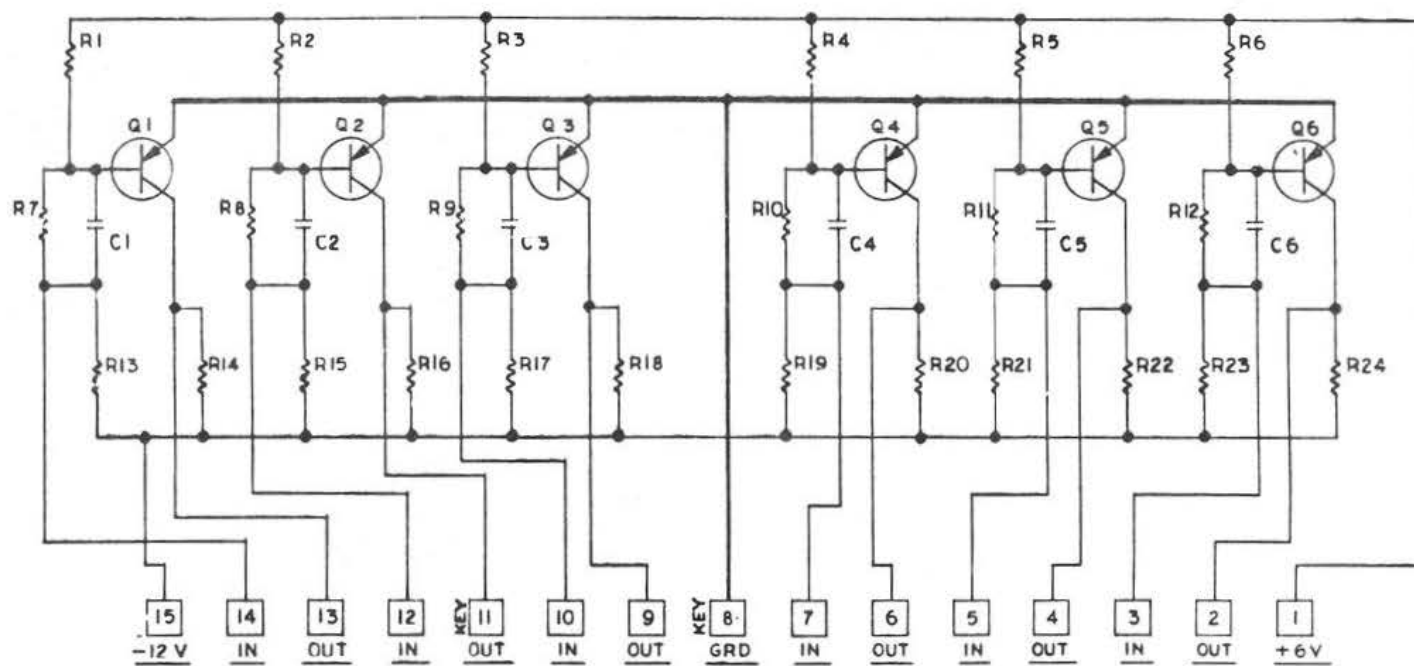 R1 R2 R3 R4 R5 R6
Q1 Q2 Q3 Q4 Q5 Q6
R7 R8 R9 R10 R11 R12
C1 C2 C3 C4 C5 C6
R13 R14 R15 R16 R17 R18 R19 R20 R21 R22 R23 R24
KEY KEY
15 14 13 12 11 10 9 8 7 6 5 4 3 2 1
-12 V IN OUT IN OUT IN OUT GRD IN OUT IN OUT IN OUT +6V